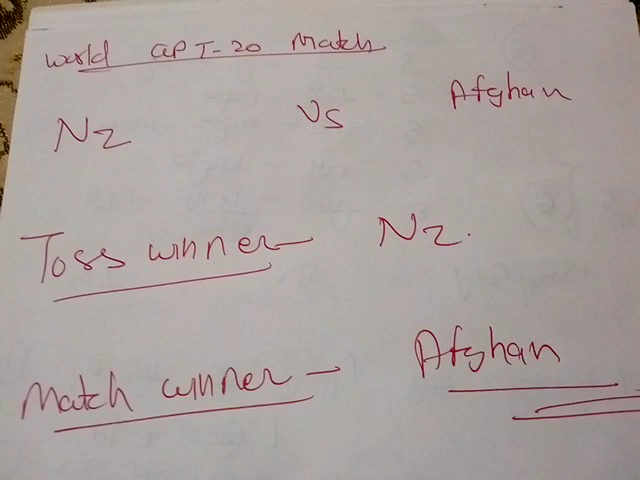 World cup T-20 Match
NZ Vs Afghan
Toss winner - NZ.
Match winner - Afghan